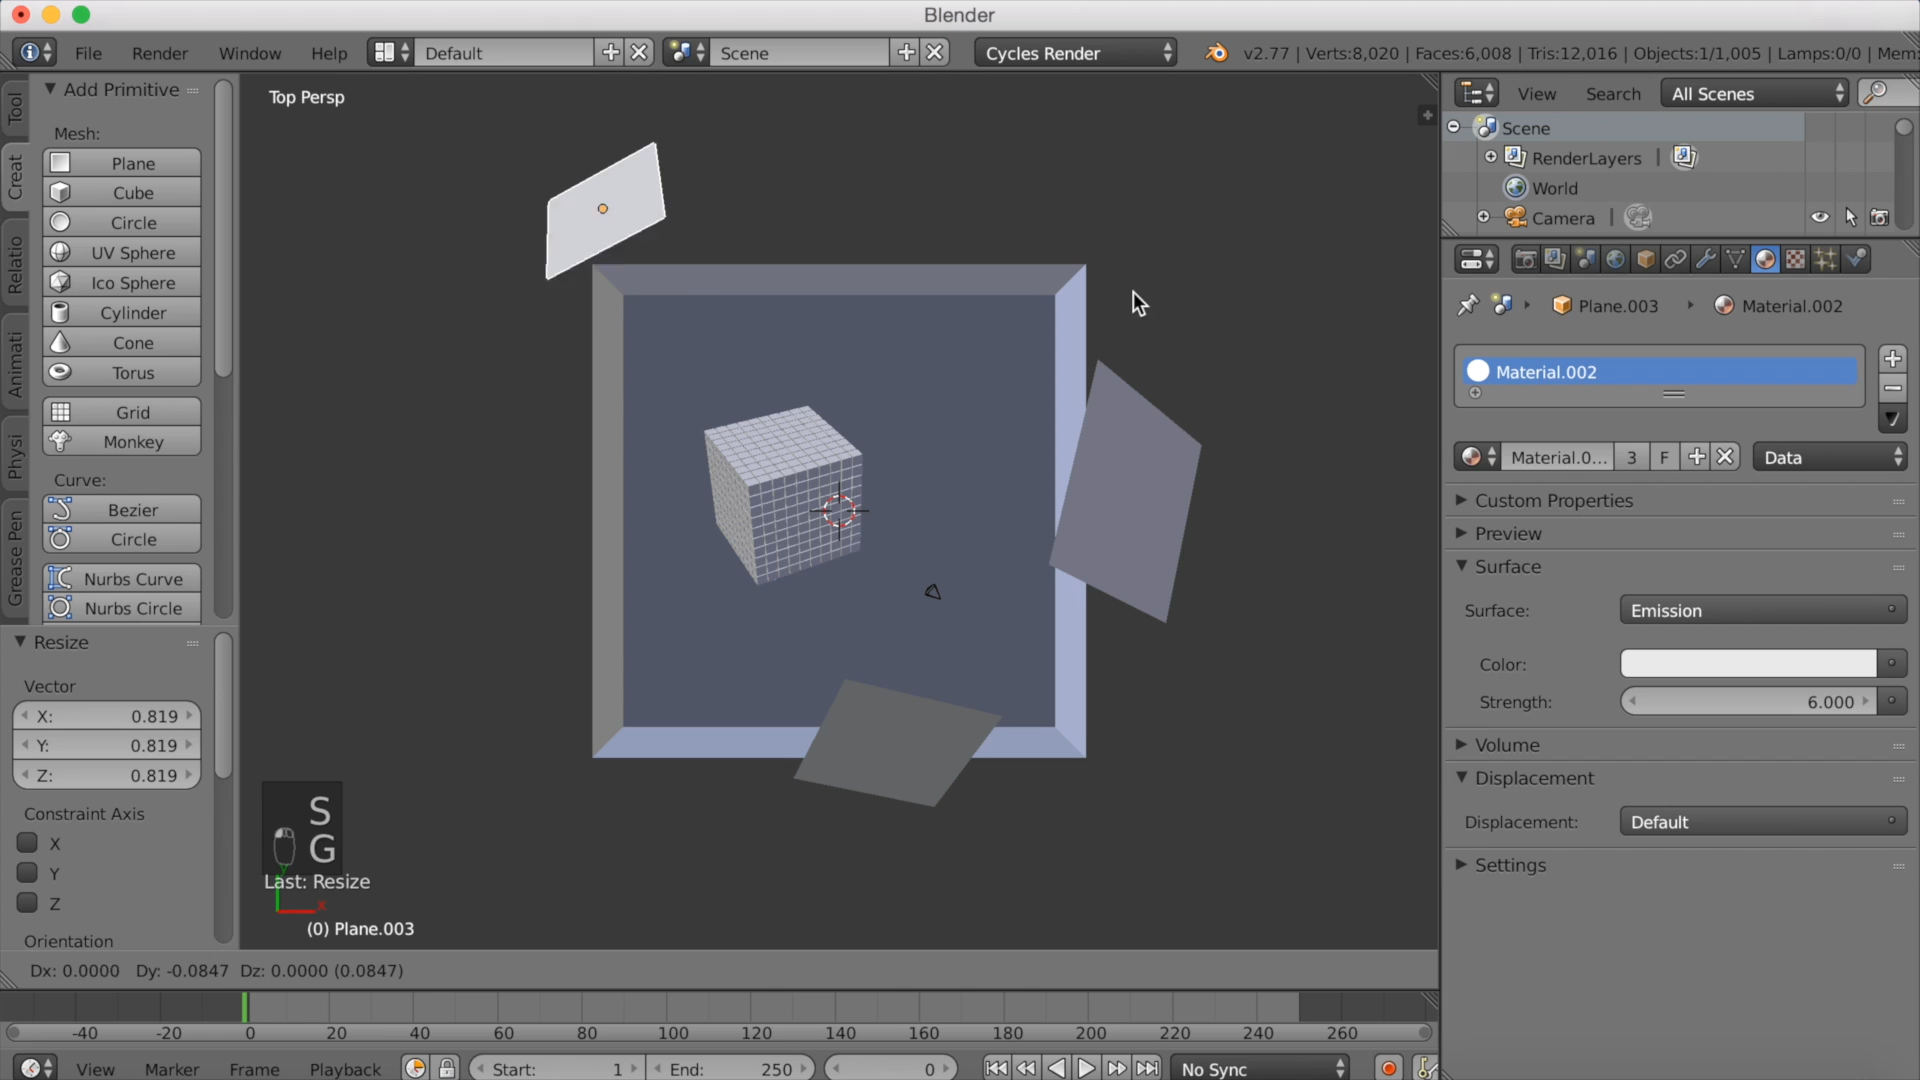 Blender
File Render Window Help Default Scene Cycles Render v2.77 | Verts:8,020 | Faces:6,008 | Tris:12,016 | Objects:1/1,005 | Lamps:0/0 | Mem:
Tool
Creat
Relatio
Animati
Physi
Grease Pen
Add Primitive
Mesh:
Plane
Cube
Circle
UV Sphere
Ico Sphere
Cylinder
Cone
Torus
Grid
Monkey
Curve:
Bezier
Circle
Nurbs Curve
Nurbs Circle
Resize
Vector
X: 0.819
Y: 0.819
Z: 0.819
Constraint Axis
X
Y
Z
Orientation
Top Persp
S
G
Last: Resize
y
x
(0) Plane.003
Dx: 0.0000 Dy: -0.0847 Dz: 0.0000 (0.0847)
-40 -20 0 20 40 60 80 100 120 140 160 180 200 220 240 260
View Marker Frame Playback Start: 1 End: 250 0 No Sync
View Search All Scenes
Scene
RenderLayers |
World
Camera |
Plane.003 Material.002
Material.002
Material.0... 3 F Data
Custom Properties
Preview
Surface
Surface: Emission
Color:
Strength: 6.000
Volume
Displacement
Displacement: Default
Settings